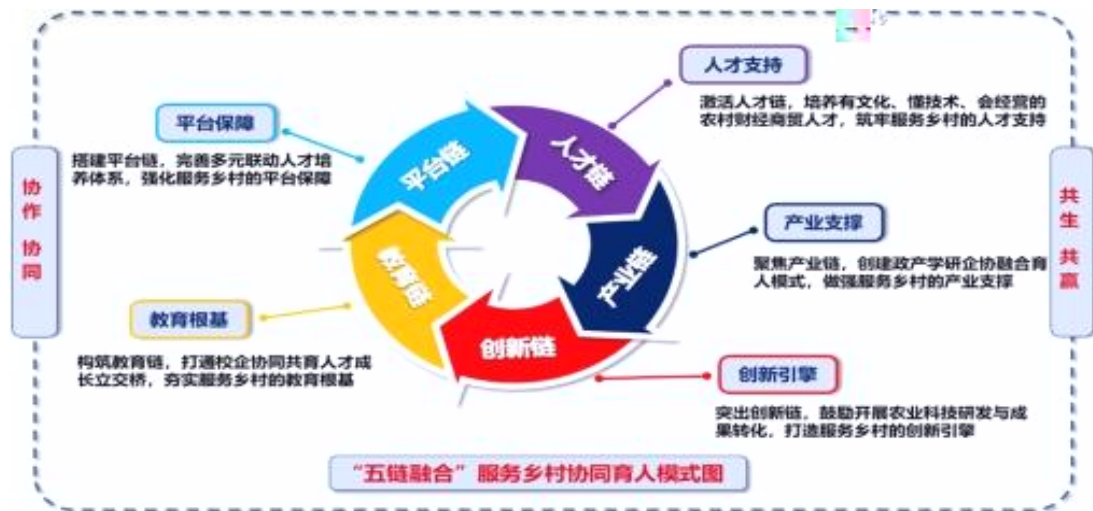 人才支持
激活人才链，培养有文化、懂技术、会经营的
农村财经商贸人才，筑牢服务乡村的人才支持
平台保障
搭建平台链，完善多元联动人才培
养体系，强化服务乡村的平台保障
平台链
人才链
协作 协同
共生 共赢
产业支撑
聚焦产业链，创建政产学研企协融合育
人模式，做强服务乡村的产业支撑
教育链
产业链
创新链
教育根基
构筑教育链，打通校企协同共育人才成
长立交桥，夯实服务乡村的教育根基
创新引擎
突出创新链，鼓励开展农业科技研发与成
果转化，打造服务乡村的创新引擎
“五链融合”服务乡村协同育人模式图